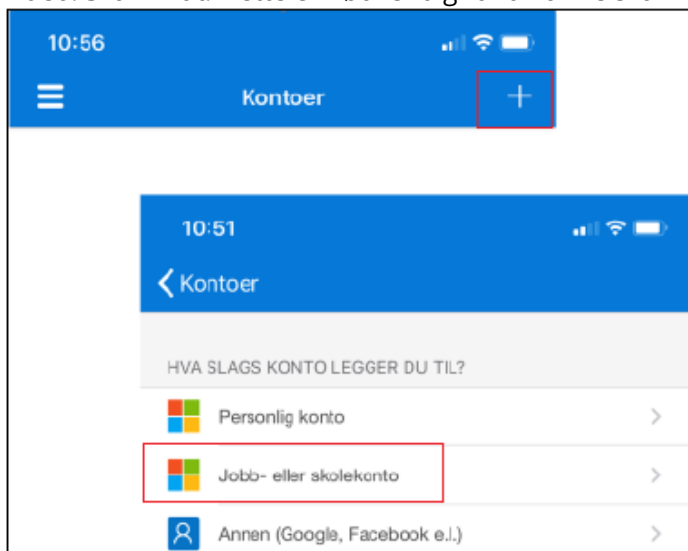 10:56
Kontoer
10:51
Kontoer
HVA SLAGS KONTO LEGGER DU TIL?
Personlig konto
Jobb- eller skolekonto
Annen (Google, Facebook e.l.)